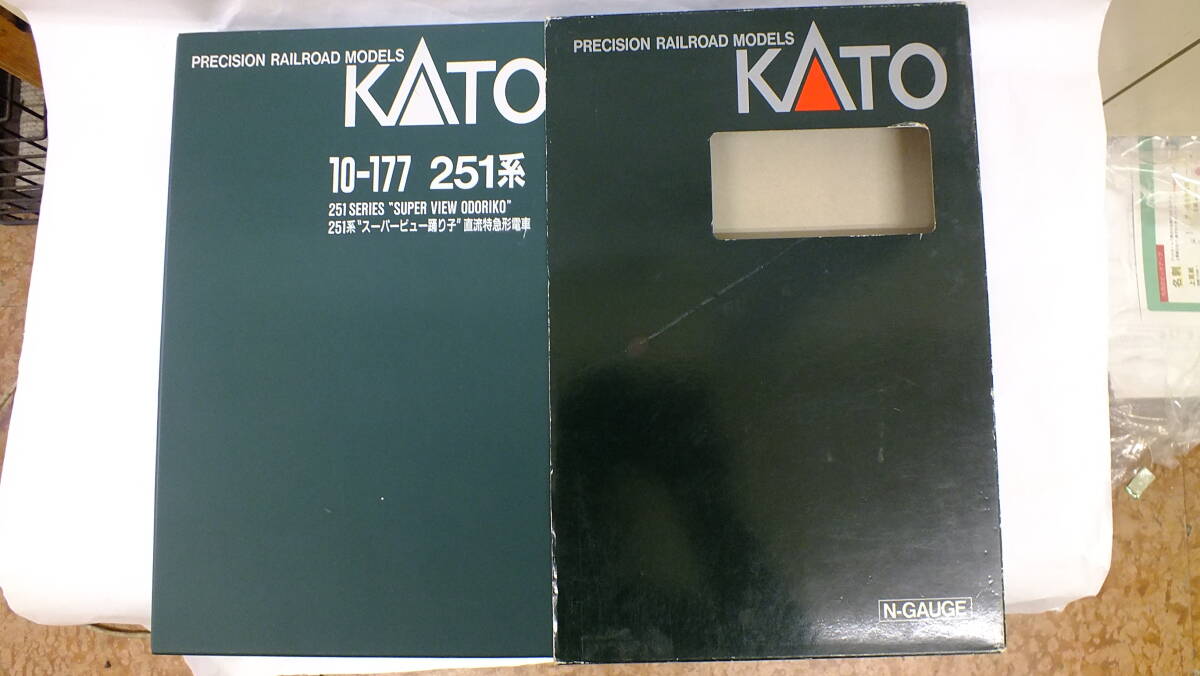 PRECISION RAILROAD MODELS
KATO
10-177 251系
251 SERIES "SUPER VIEW ODORIKO"
251系"スーパービュー踊り子"直流特急形電車
PRECISION RAILROAD MODELS
KATO
N-GAUGE
名興